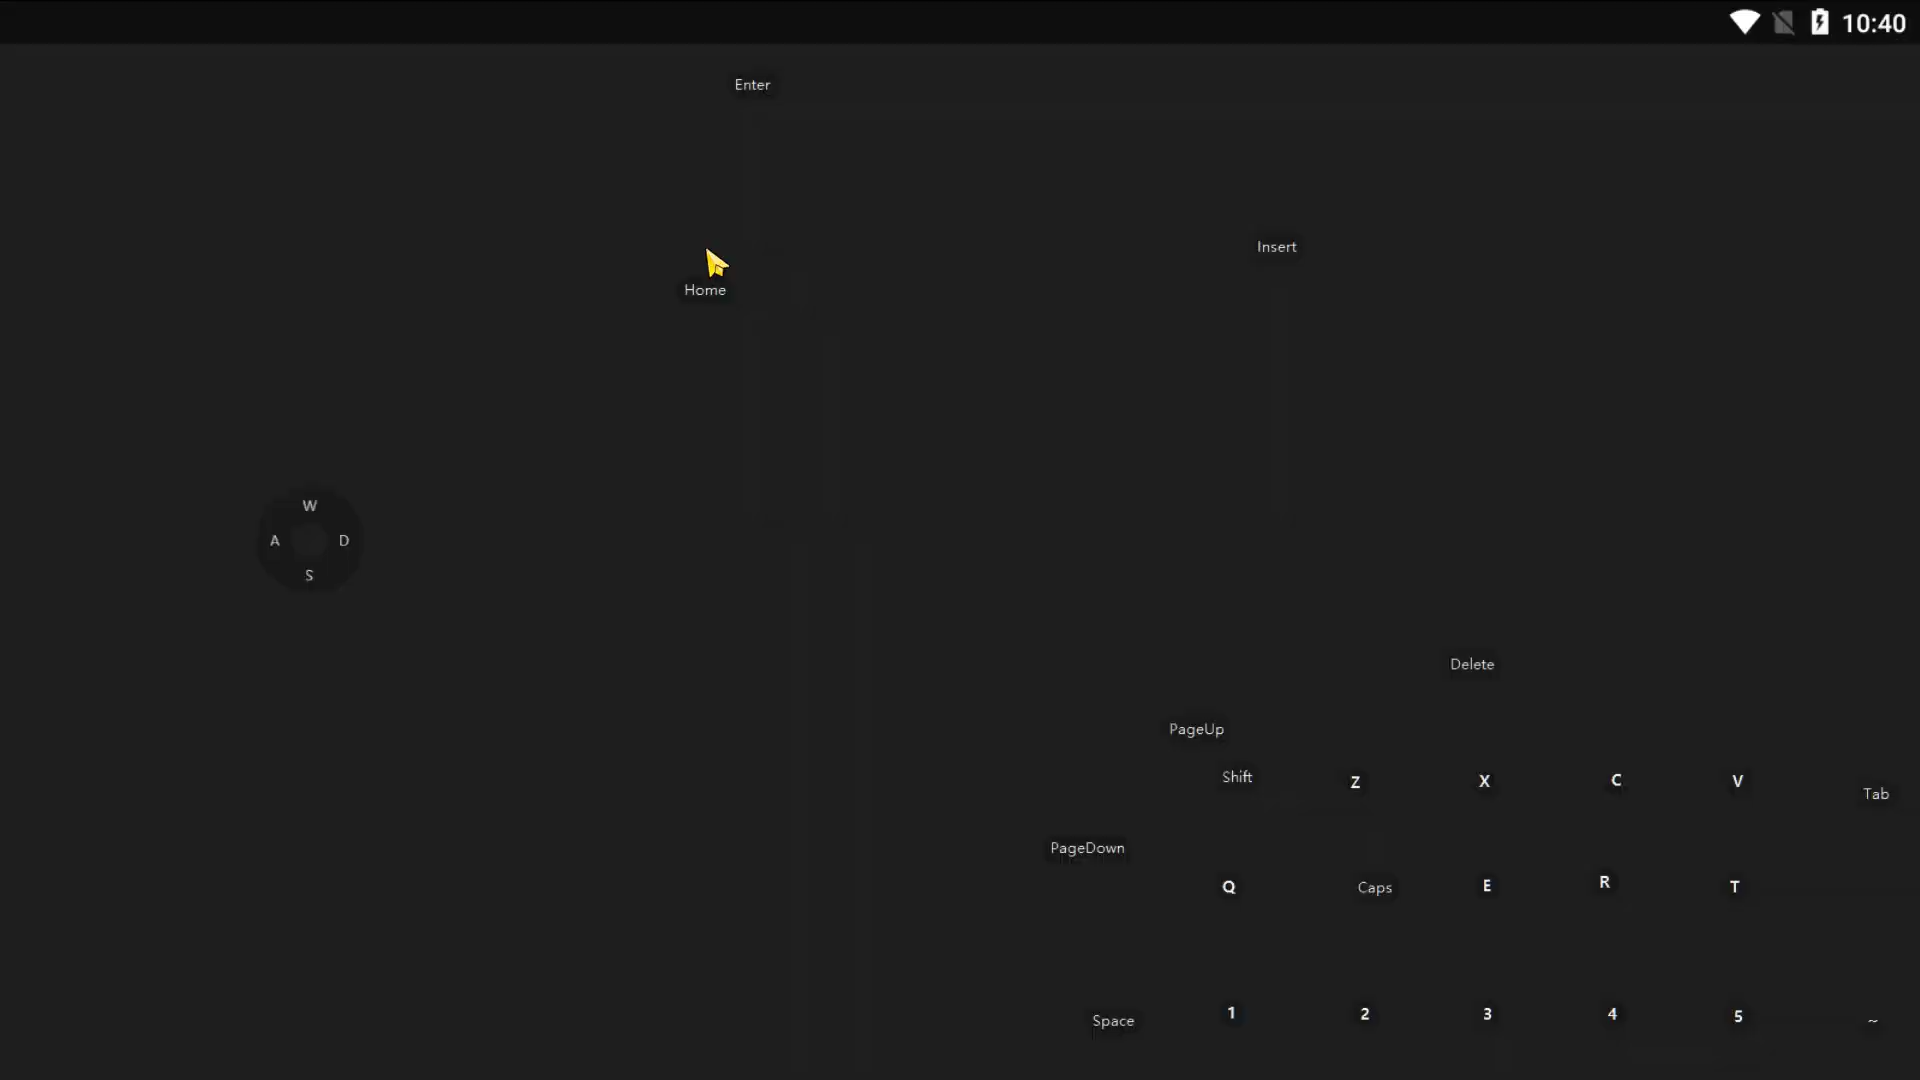 10:40
Enter
Insert
Home
W
A D
S
Delete
PageUp
Shift Z X C V Tab
PageDown
Q Caps E R T
Space 1 2 3 4 5 ~